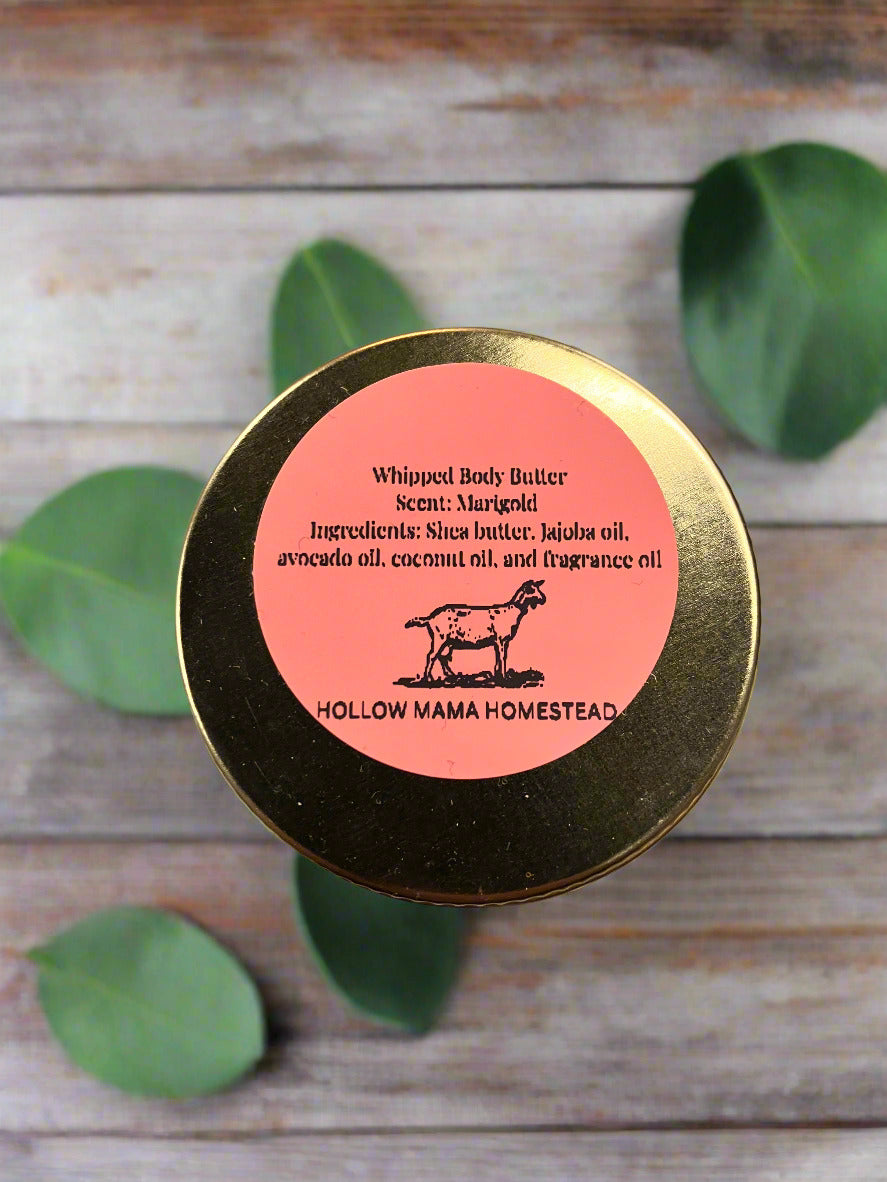 Whipped Body Butter
Scent: Marigold
Ingredients: Shea butter, Jajoba oil,
avocado oil, coconut oil, and fragrance oil
HOLLOW MAMA HOMESTEAD